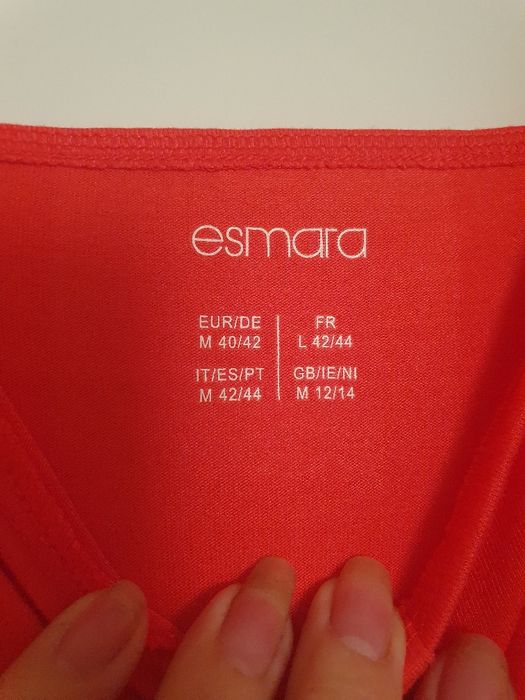 esmara
EUR/DE
M 40/42
FR
L 42/44
IT/ES/PT
M 42/44
GB/IE/NI
M 12/14